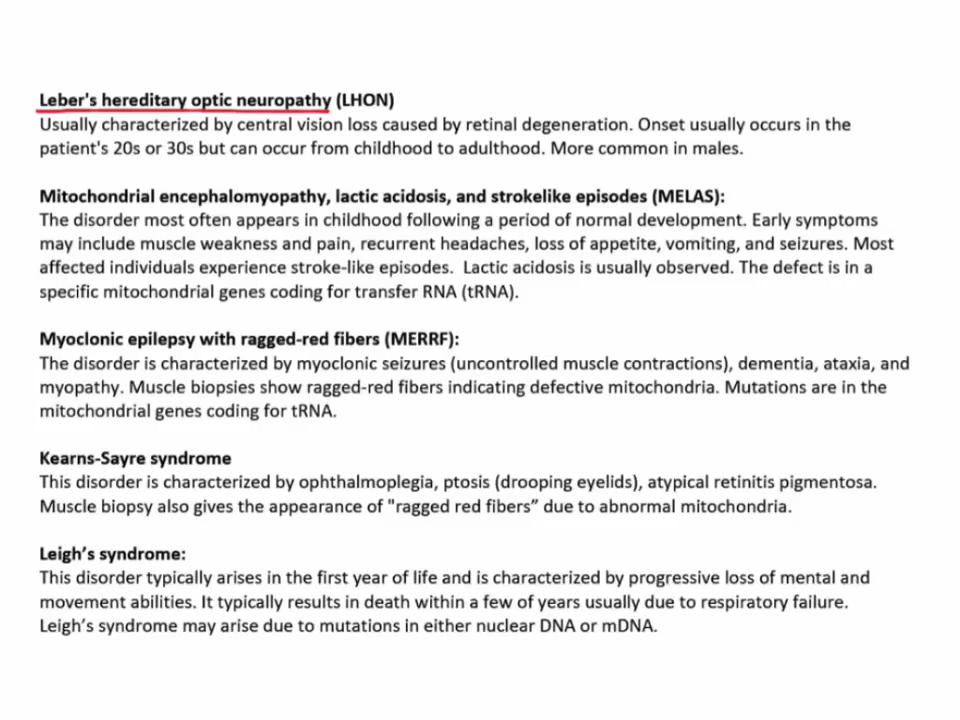 Leber's hereditary optic neuropathy (LHON)
Usually characterized by central vision loss caused by retinal degeneration. Onset usually occurs in the
patient's 20s or 30s but can occur from childhood to adulthood. More common in males.
Mitochondrial encephalomyopathy, lactic acidosis, and strokelike episodes (MELAS):
The disorder most often appears in childhood following a period of normal development. Early symptoms
may include muscle weakness and pain, recurrent headaches, loss of appetite, vomiting, and seizures. Most
affected individuals experience stroke-like episodes.  Lactic acidosis is usually observed. The defect is in a
specific mitochondrial genes coding for transfer RNA (tRNA).
Myoclonic epilepsy with ragged-red fibers (MERRF):
The disorder is characterized by myoclonic seizures (uncontrolled muscle contractions), dementia, ataxia, and
myopathy. Muscle biopsies show ragged-red fibers indicating defective mitochondria. Mutations are in the
mitochondrial genes coding for tRNA.
Kearns-Sayre syndrome
This disorder is characterized by ophthalmoplegia, ptosis (drooping eyelids), atypical retinitis pigmentosa.
Muscle biopsy also gives the appearance of "ragged red fibers” due to abnormal mitochondria.
Leigh’s syndrome:
This disorder typically arises in the first year of life and is characterized by progressive loss of mental and
movement abilities. It typically results in death within a few of years usually due to respiratory failure.
Leigh’s syndrome may arise due to mutations in either nuclear DNA or mDNA.